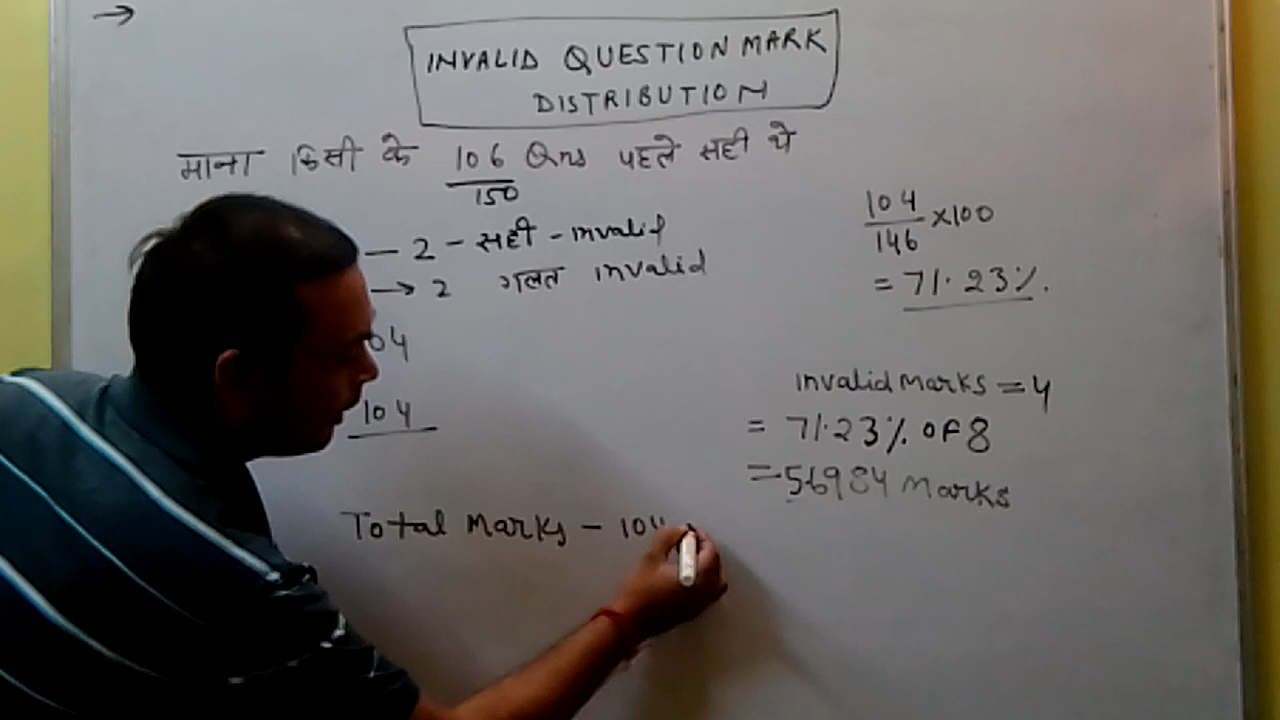 INVALID QUESTION MARK
DISTRIBUTION
माना किसी के 106 Qns पहले सही थे
150
— 2 - सही - invalid
→ 2 गलत invalid
04
104
104
146
×100
= 71.23%.
Invalid Marks = 4
= 71.23% OF 8
= 5.6984 Marks
Total Marks - 104